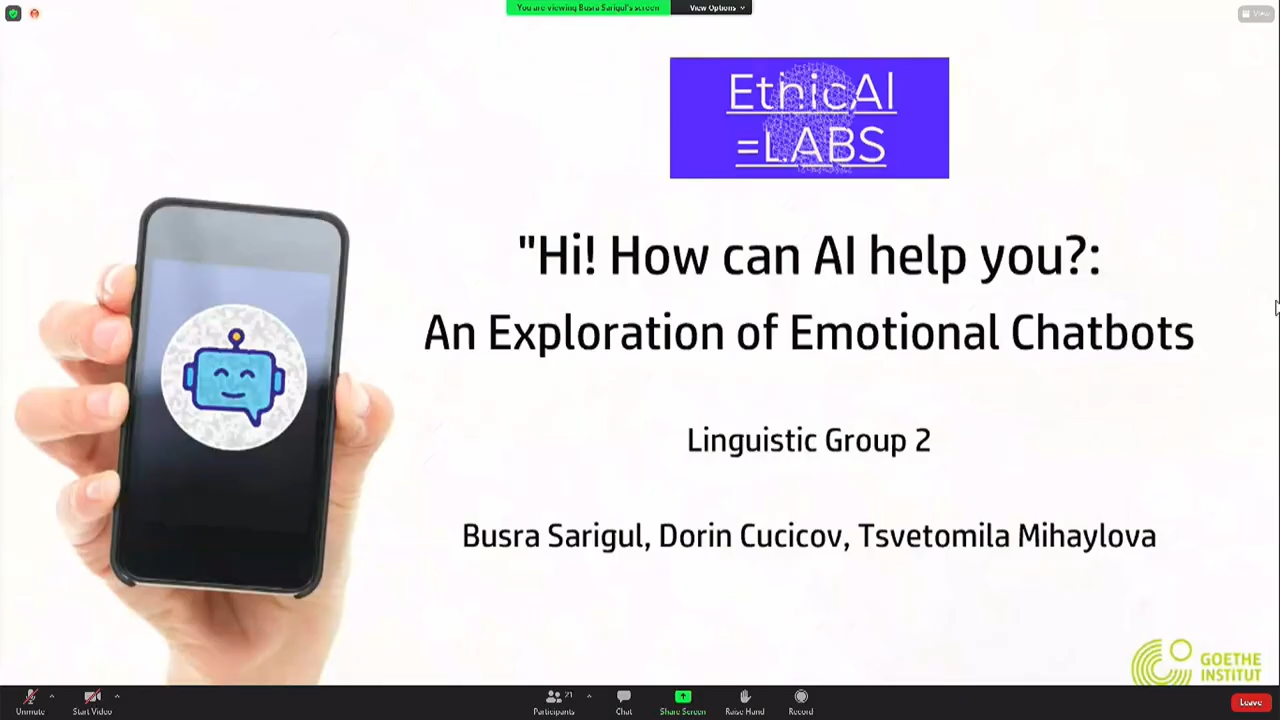 You are viewing Busra Sarigul's screen
View Options
View
EthicAI
=LABS
"Hi! How can AI help you?:
An Exploration of Emotional Chatbots
Linguistic Group 2
Busra Sarigul, Dorin Cucicov, Tsvetomila Mihaylova
GOETHE
INSTITUT
Unmute
Start Video
21
Participants
Chat
Share Screen
Raise Hand
Record
Leave